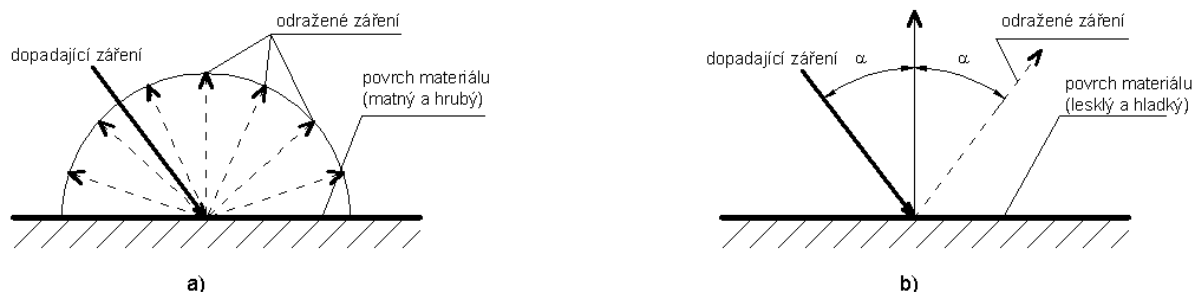 odražené záření
dopadající záření
povrch materiálu
(matný a hrubý)
a)
odražené záření
dopadající záření
α
α
povrch materiálu
(lesklý a hladký)
b)